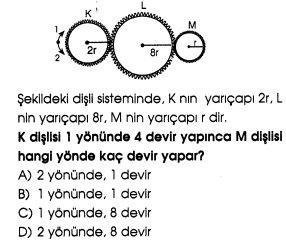 K
L
M
1
2
2r
8r
r
Şekildeki dişli sisteminde, K nın yarıçapı 2r, L
nin yarıçapı 8r, M nin yarıçapı r dir.
K dişlisi 1 yönünde 4 devir yapınca M dişlisi
hangi yönde kaç devir yapar?
A) 2 yönünde, 1 devir
B) 1 yönünde, 1 devir
C) 1 yönünde, 8 devir
D) 2 yönünde, 8 devir